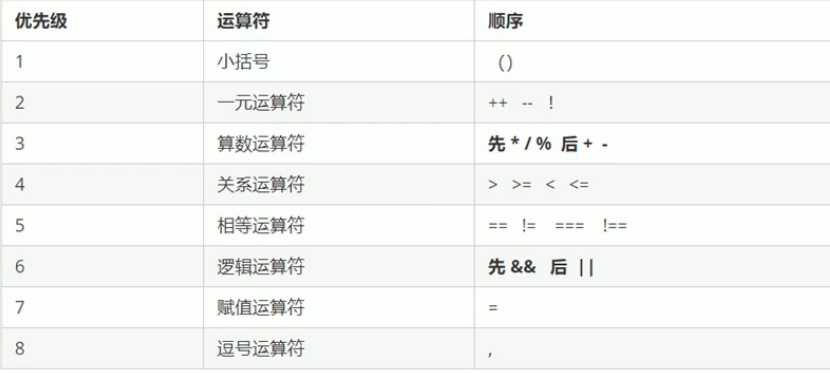 优先级 运算符 顺序
1 小括号 ()
2 一元运算符 ++ -- !
3 算数运算符 先 * / % 后 + -
4 关系运算符 > >= < <=
5 相等运算符 == != === !==
6 逻辑运算符 先 && 后 ||
7 赋值运算符 =
8 逗号运算符 ,